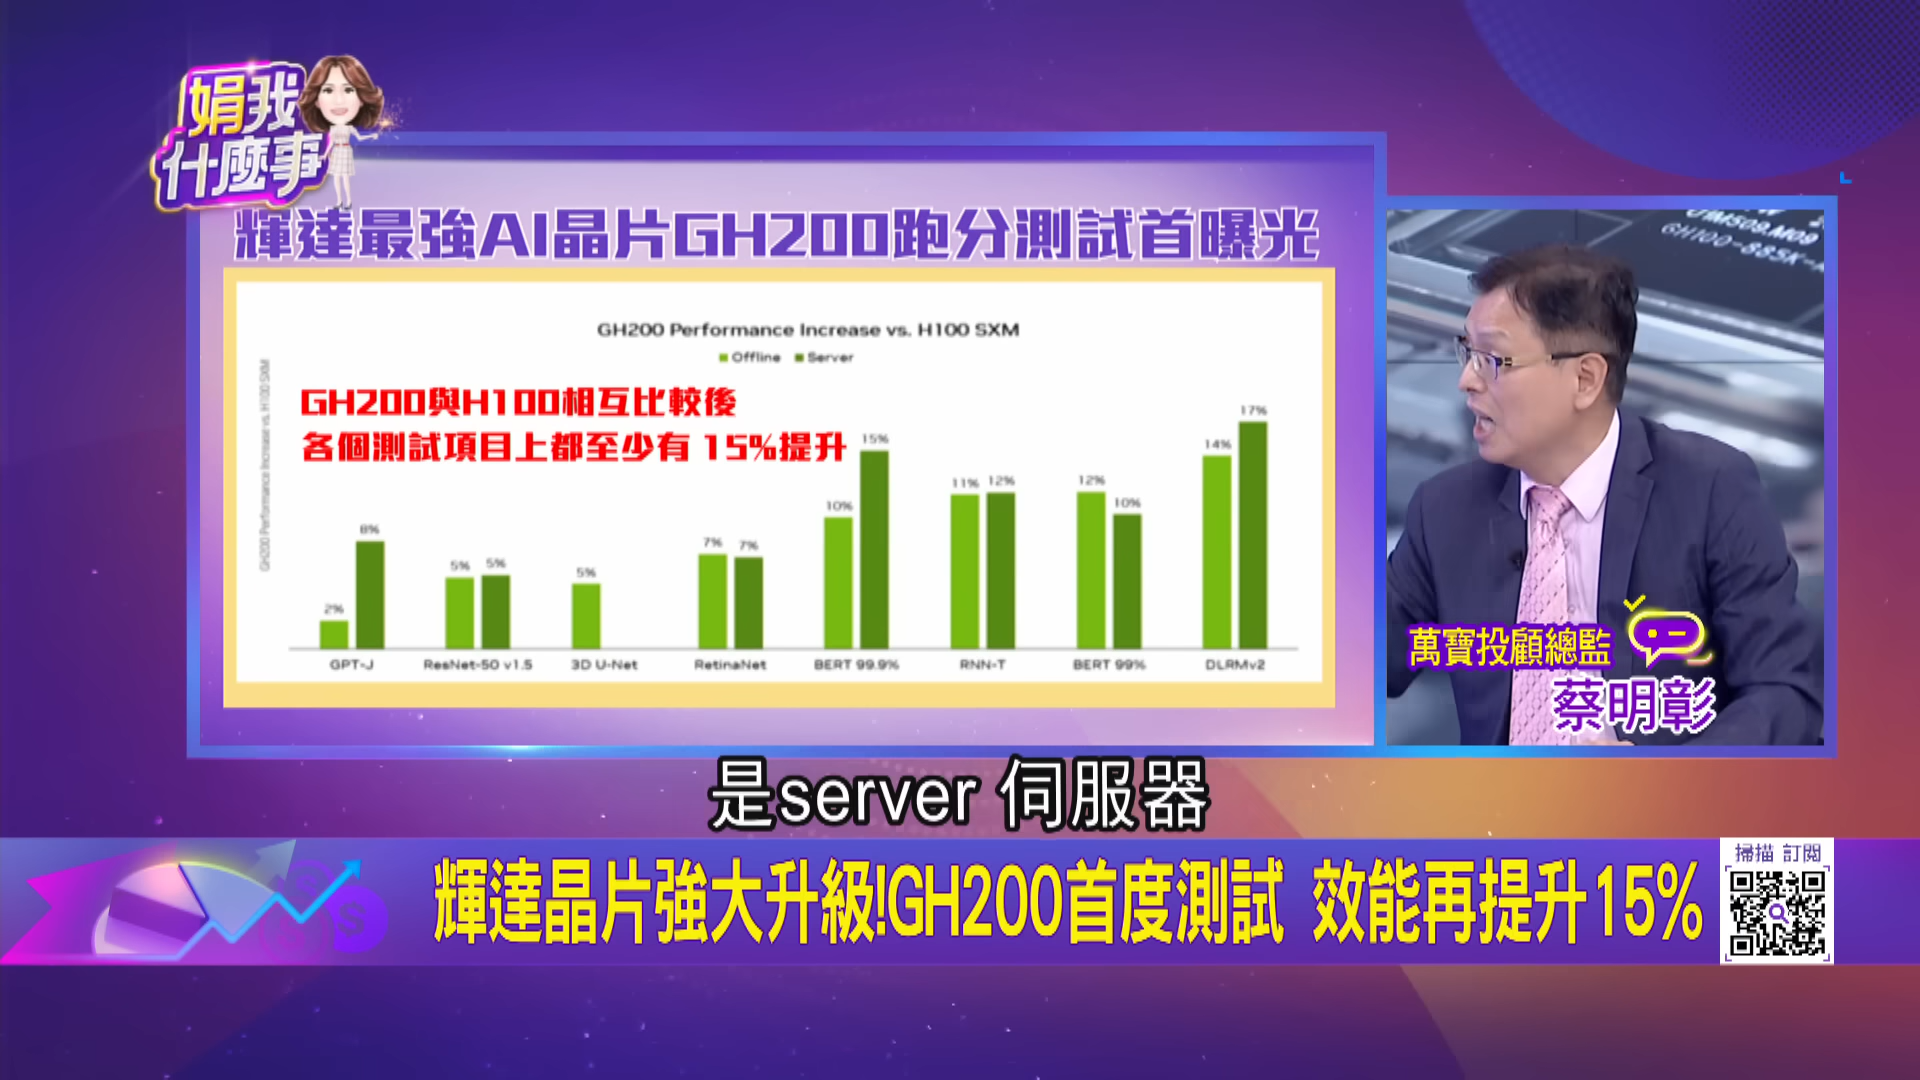 娟我
什麼事
輝達最強AI晶片GH200跑分測試首曝光
GH200 Performance Increase vs. H100 SXM
Offline Server
GH200 Performance Increase vs. H100 SXM
GH200與H100相互比較後
各個測試項目上都至少有 15%提升
2% 8% 5% 5% 5% 7% 7% 10% 15% 11% 12% 12% 10% 14% 17%
GPT-J ResNet-50 v1.5 3D U-Net RetinaNet BERT 99.9% RNN-T BERT 99% DLRMv2
萬寶投顧總監
蔡明彰
是server 伺服器
輝達晶片強大升級!GH200首度測試 效能再提升15%
掃描 訂閱